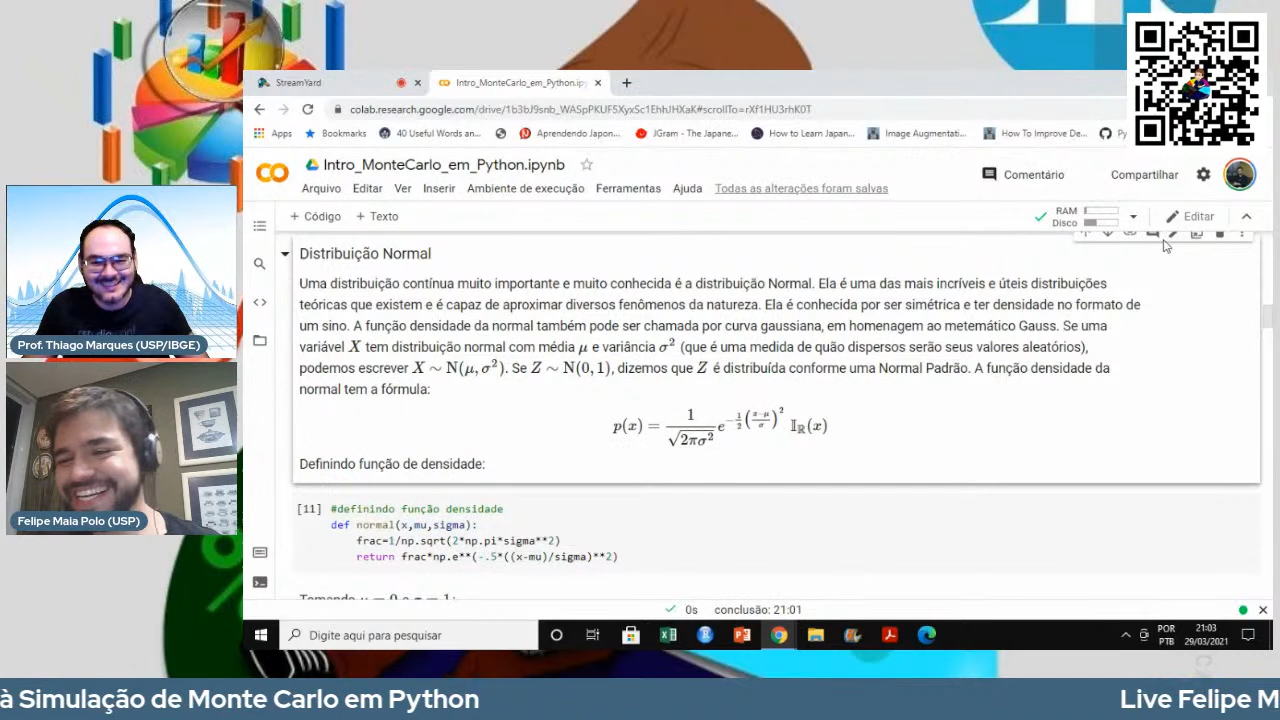 StreamYard
Intro_MonteCarlo_em_Python.ip
colab.research.google.com/drive/1b3bJ9srn_WASpPKUF5XyxSc1EhhJHXaK#scrollTo=rXf1HU3rhK0T
Apps
Bookmarks
40 Useful Words an...
Aprendendo Japon...
JGram - The Japane...
How to Learn Japan...
Image Augmentati...
How To Improve De...
Py
Intro_MonteCarlo_em_Python.ipynb
Comentário
Compartilhar
Arquivo Editar Ver Inserir Ambiente de execução Ferramentas Ajuda Todas as alterações foram salvas
+ Código + Texto
RAM
Disco
Editar
Distribuição Normal
Uma distribuição contínua muito importante e muito conhecida é a distribuição Normal. Ela é uma das mais incríveis e úteis distribuições
teóricas que existem e é capaz de aproximar diversos fenômenos da natureza. Ela é conhecida por ser simétrica e ter densidade no formato de
um sino. A função densidade da normal também pode ser chamada por curva gaussiana, em homenagem ao metemático Gauss. Se uma
variável X tem distribuição normal com média μ e variância σ² (que é uma medida de quão dispersos serão seus valores aleatórios),
podemos escrever X ∼ N(μ, σ²). Se Z ∼ N(0, 1), dizemos que Z é distribuída conforme uma Normal Padrão. A função densidade da
normal tem a fórmula:
p(x) = 1/√(2πσ²) e^(−1/2 ((x−μ)/σ)²) 𝕀ℝ(x)
Definindo função de densidade:
[11] #definindo função densidade
def normal(x,mu,sigma):
frac=1/np.sqrt(2*np.pi*sigma**2)
return frac*np.e**(-.5*((x-mu)/sigma)**2)
Tomando μ = 0 e σ = 1:
0s conclusão: 21:01
Digite aqui para pesquisar
POR
PTB
21:03
29/03/2021
Prof. Thiago Marques (USP/IBGE)
Felipe Maia Polo (USP)
à Simulação de Monte Carlo em Python
Live Felipe M